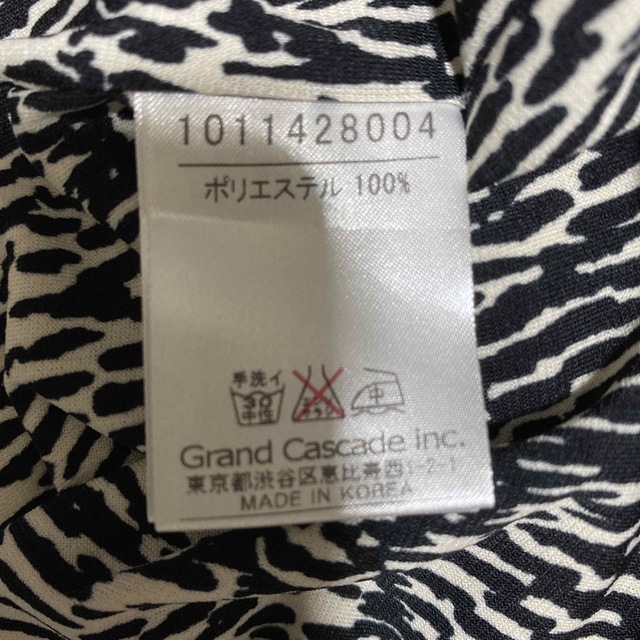 1011428004
ポリエステル 100%
手洗イ
中性
中
Grand Cascade inc.
東京都渋谷区恵比寿西1-2-1
MADE IN KOREA